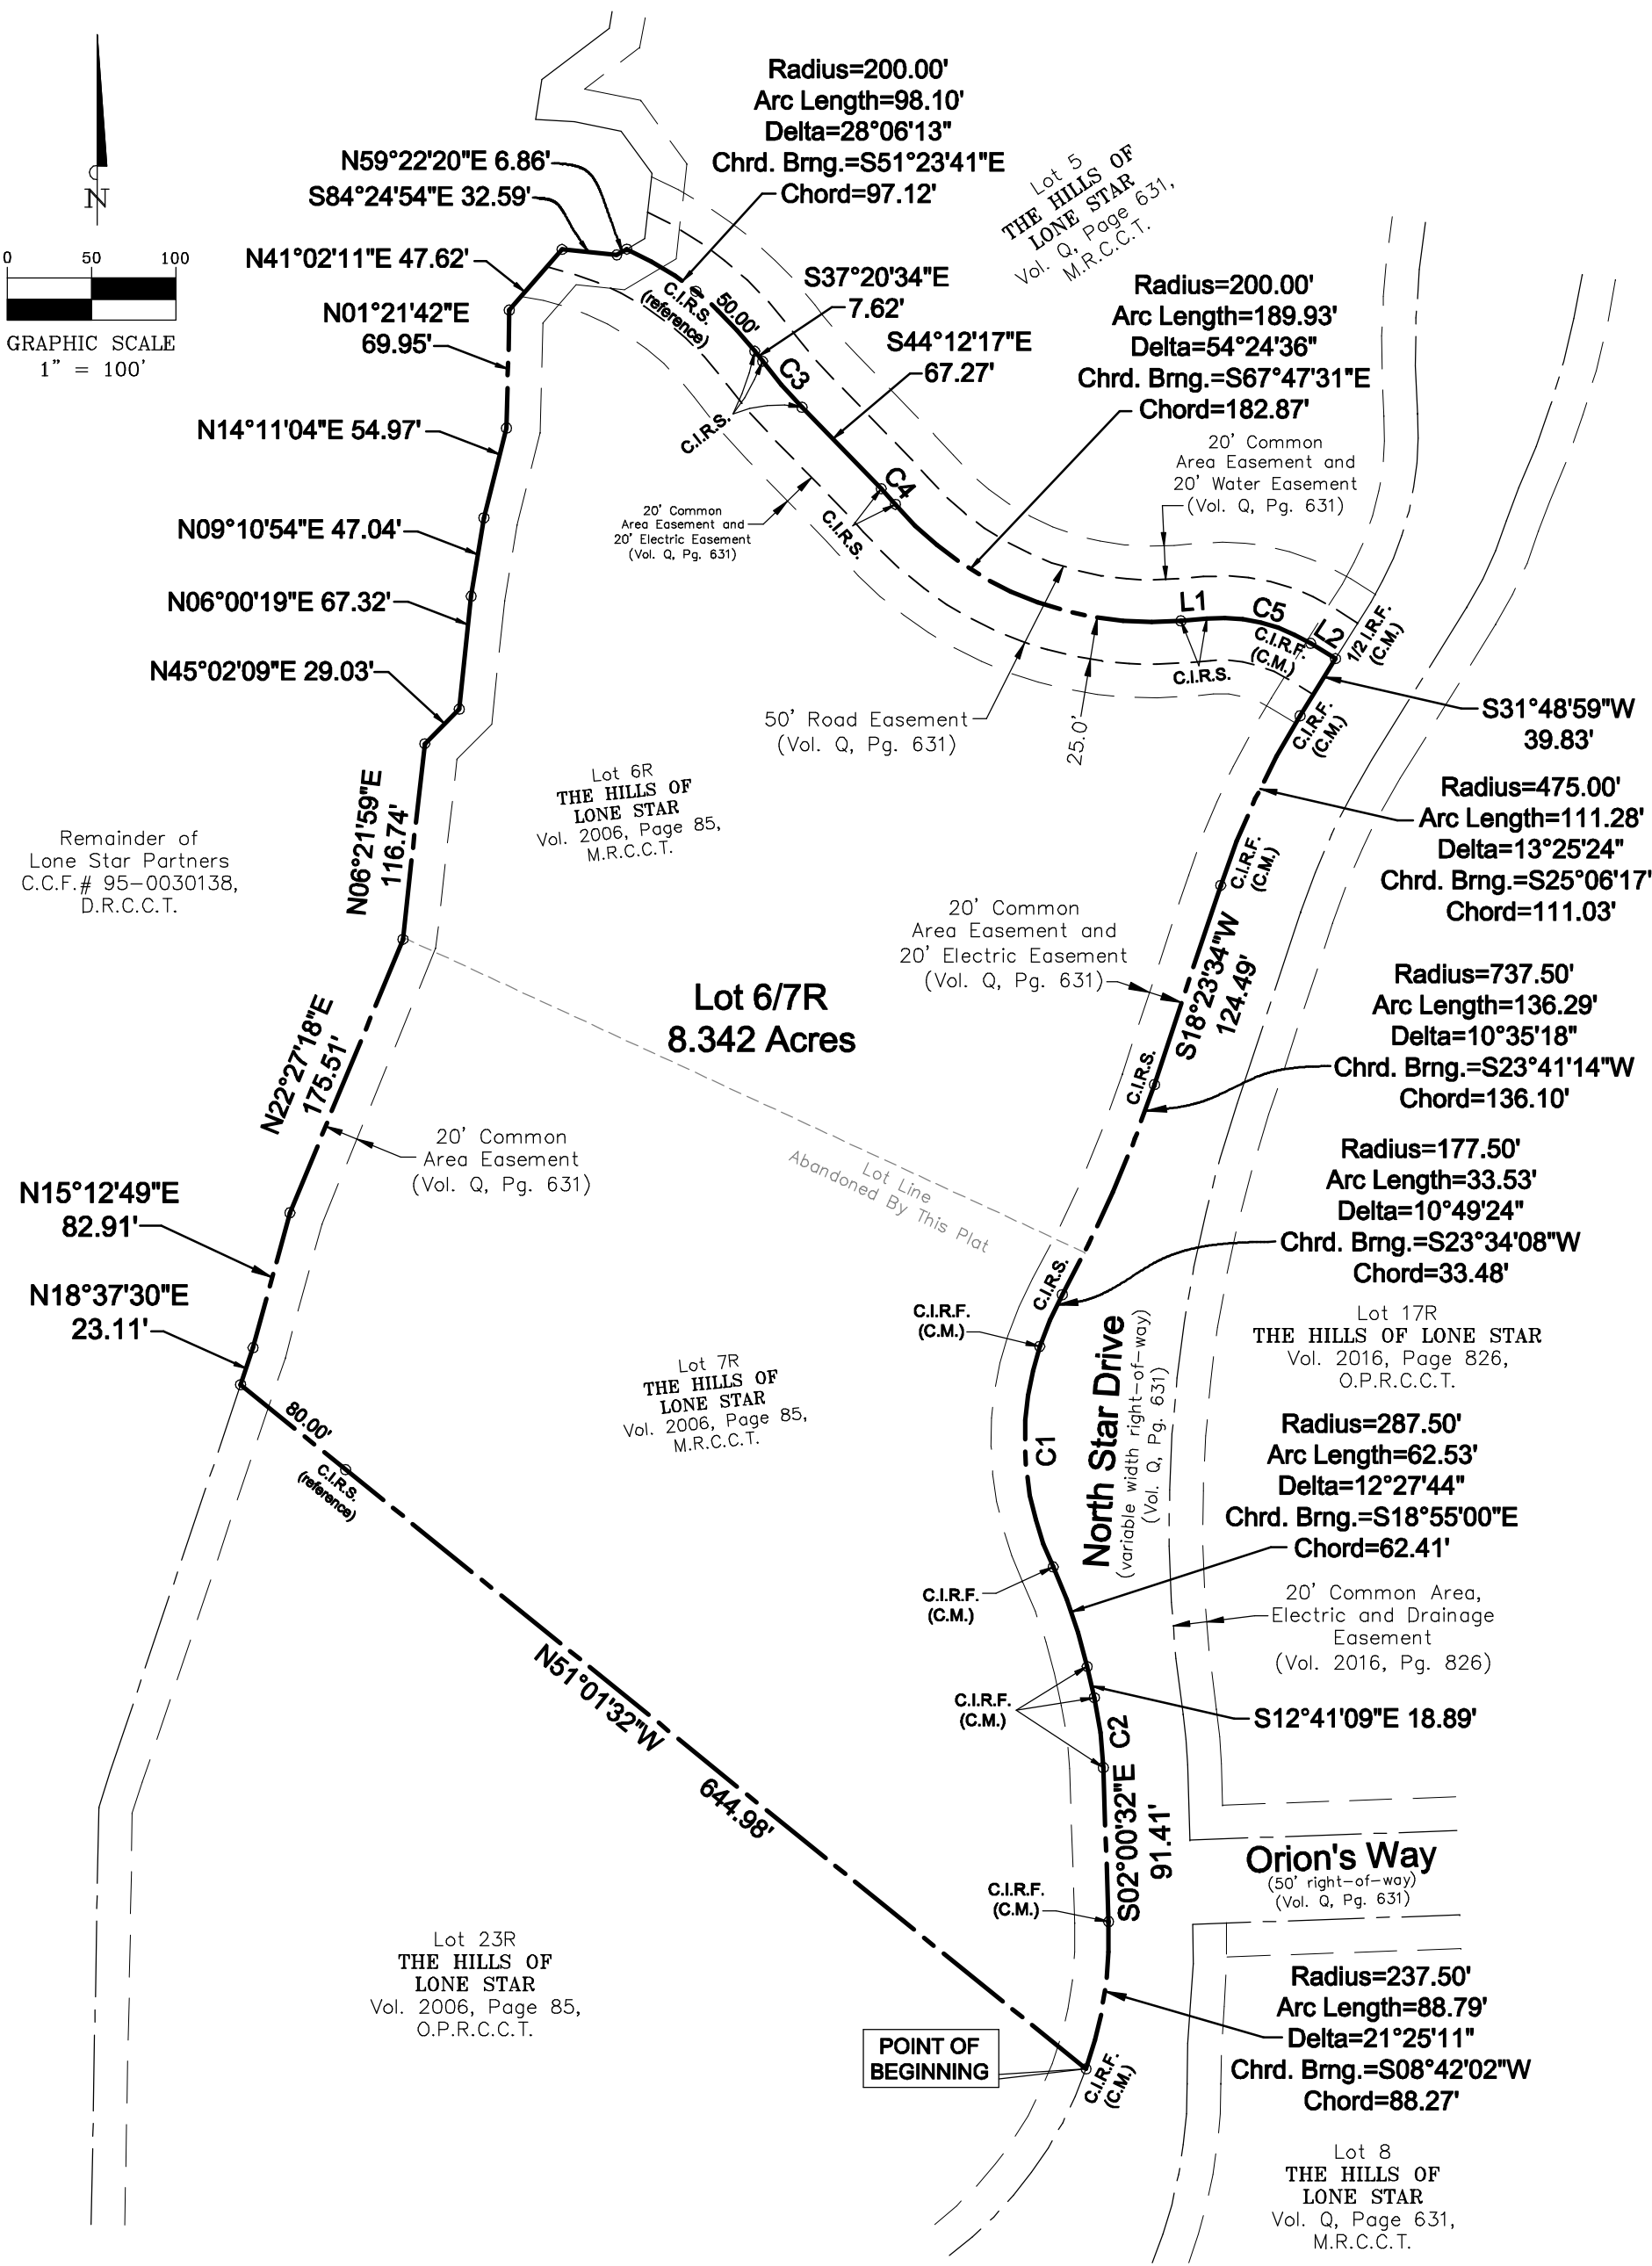 N
0 50 100
GRAPHIC SCALE
1" = 100'
Radius=200.00'
Arc Length=98.10'
Delta=28°06'13"
Chrd. Brng.=S51°23'41"E
Chord=97.12'
N59°22'20"E 6.86'
S84°24'54"E 32.59'
N41°02'11"E 47.62'
N01°21'42"E
69.95'
N14°11'04"E 54.97'
N09°10'54"E 47.04'
N06°00'19"E 67.32'
N45°02'09"E 29.03'
N06°21'59"E
116.74'
N22°27'18"E
175.51'
N15°12'49"E
82.91'
N18°37'30"E
23.11'
Lot 5
THE HILLS OF
LONE STAR
Vol. Q, Page 631,
M.R.C.C.T.
C.I.R.S.
(reference)
50.00'
S37°20'34"E
7.62'
C3
C.I.R.S.
S44°12'17"E
67.27'
C4
C.I.R.S.
Radius=200.00'
Arc Length=189.93'
Delta=54°24'36"
Chrd. Brng.=S67°47'31"E
Chord=182.87'
20' Common
Area Easement and
20' Water Easement
(Vol. Q, Pg. 631)
20' Common
Area Easement and
20' Electric Easement
(Vol. Q, Pg. 631)
L1
C.I.R.S.
C5
C.I.R.F.
(C.M.)
L2
1/2 I.R.F.
(C.M.)
50' Road Easement
(Vol. Q, Pg. 631)
25.0'
C.I.R.F.
(C.M.)
S31°48'59"W
39.83'
Radius=475.00'
Arc Length=111.28'
Delta=13°25'24"
Chrd. Brng.=S25°06'17"
Chord=111.03'
C.I.R.F.
(C.M.)
Remainder of
Lone Star Partners
C.C.F.# 95-0030138,
D.R.C.C.T.
Lot 6R
THE HILLS OF
LONE STAR
Vol. 2006, Page 85,
M.R.C.C.T.
20' Common
Area Easement and
20' Electric Easement
(Vol. Q, Pg. 631)
S18°23'34"W
124.49'
C.I.R.S.
Lot 6/7R
8.342 Acres
Radius=737.50'
Arc Length=136.29'
Delta=10°35'18"
Chrd. Brng.=S23°41'14"W
Chord=136.10'
20' Common
Area Easement
(Vol. Q, Pg. 631)
Lot Line
Abandoned By This Plat
Radius=177.50'
Arc Length=33.53'
Delta=10°49'24"
Chrd. Brng.=S23°34'08"W
Chord=33.48'
C.I.R.S.
C.I.R.F.
(C.M.)
Lot 17R
THE HILLS OF LONE STAR
Vol. 2016, Page 826,
O.P.R.C.C.T.
Lot 7R
THE HILLS OF
LONE STAR
Vol. 2006, Page 85,
M.R.C.C.T.
80.00'
C.I.R.S.
(reference)
C1
North Star Drive
(variable width right-of-way)
(Vol. Q, Pg. 631)
Radius=287.50'
Arc Length=62.53'
Delta=12°27'44"
Chrd. Brng.=S18°55'00"E
Chord=62.41'
C.I.R.F.
(C.M.)
20' Common Area,
Electric and Drainage
Easement
(Vol. 2016, Pg. 826)
C.I.R.F.
(C.M.)
S12°41'09"E 18.89'
N51°01'32"W
644.98'
C2
S02°00'32"E
91.41'
Orion's Way
(50' right-of-way)
(Vol. Q, Pg. 631)
C.I.R.F.
(C.M.)
Lot 23R
THE HILLS OF
LONE STAR
Vol. 2006, Page 85,
O.P.R.C.C.T.
Radius=237.50'
Arc Length=88.79'
Delta=21°25'11"
Chrd. Brng.=S08°42'02"W
Chord=88.27'
POINT OF
BEGINNING
C.I.R.F.
(C.M.)
Lot 8
THE HILLS OF
LONE STAR
Vol. Q, Page 631,
M.R.C.C.T.